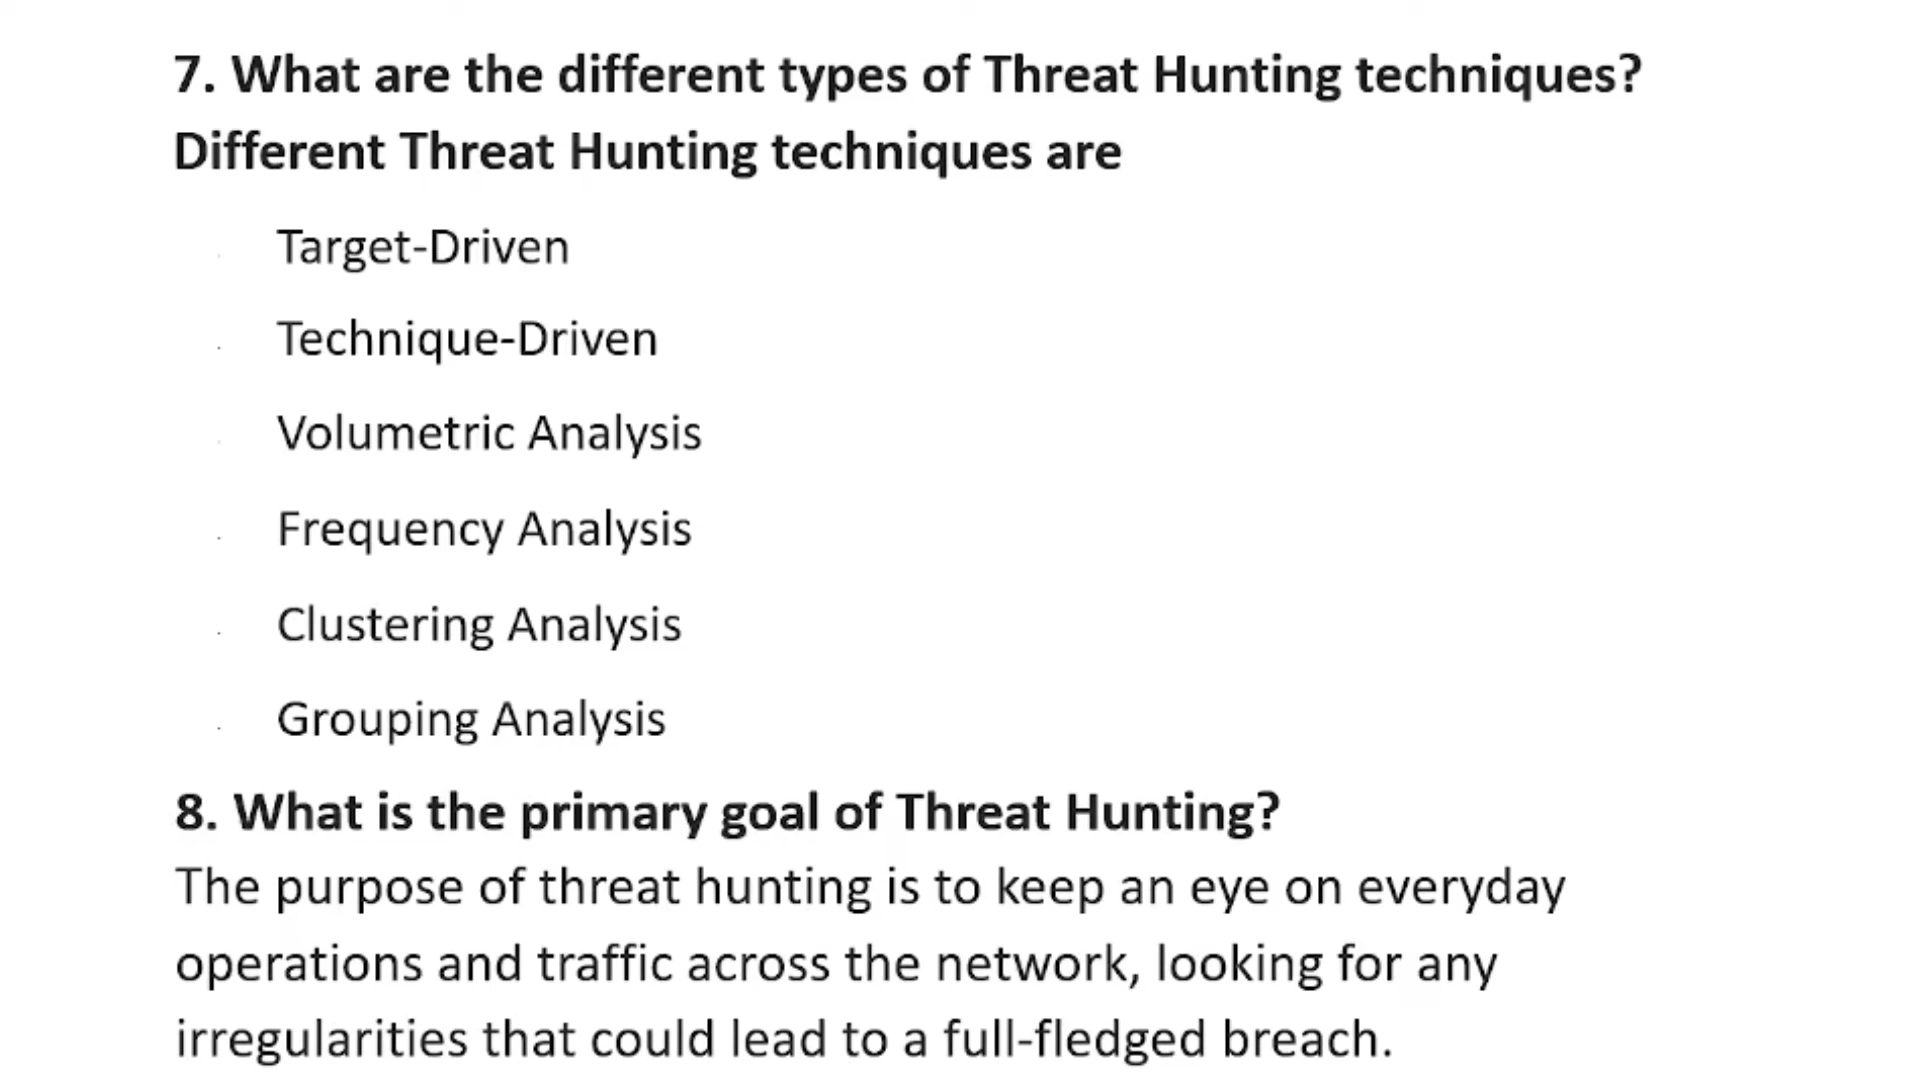 7. What are the different types of Threat Hunting techniques?
Different Threat Hunting techniques are
Target-Driven
Technique-Driven
Volumetric Analysis
Frequency Analysis
Clustering Analysis
Grouping Analysis
8. What is the primary goal of Threat Hunting?
The purpose of threat hunting is to keep an eye on everyday
operations and traffic across the network, looking for any
irregularities that could lead to a full-fledged breach.